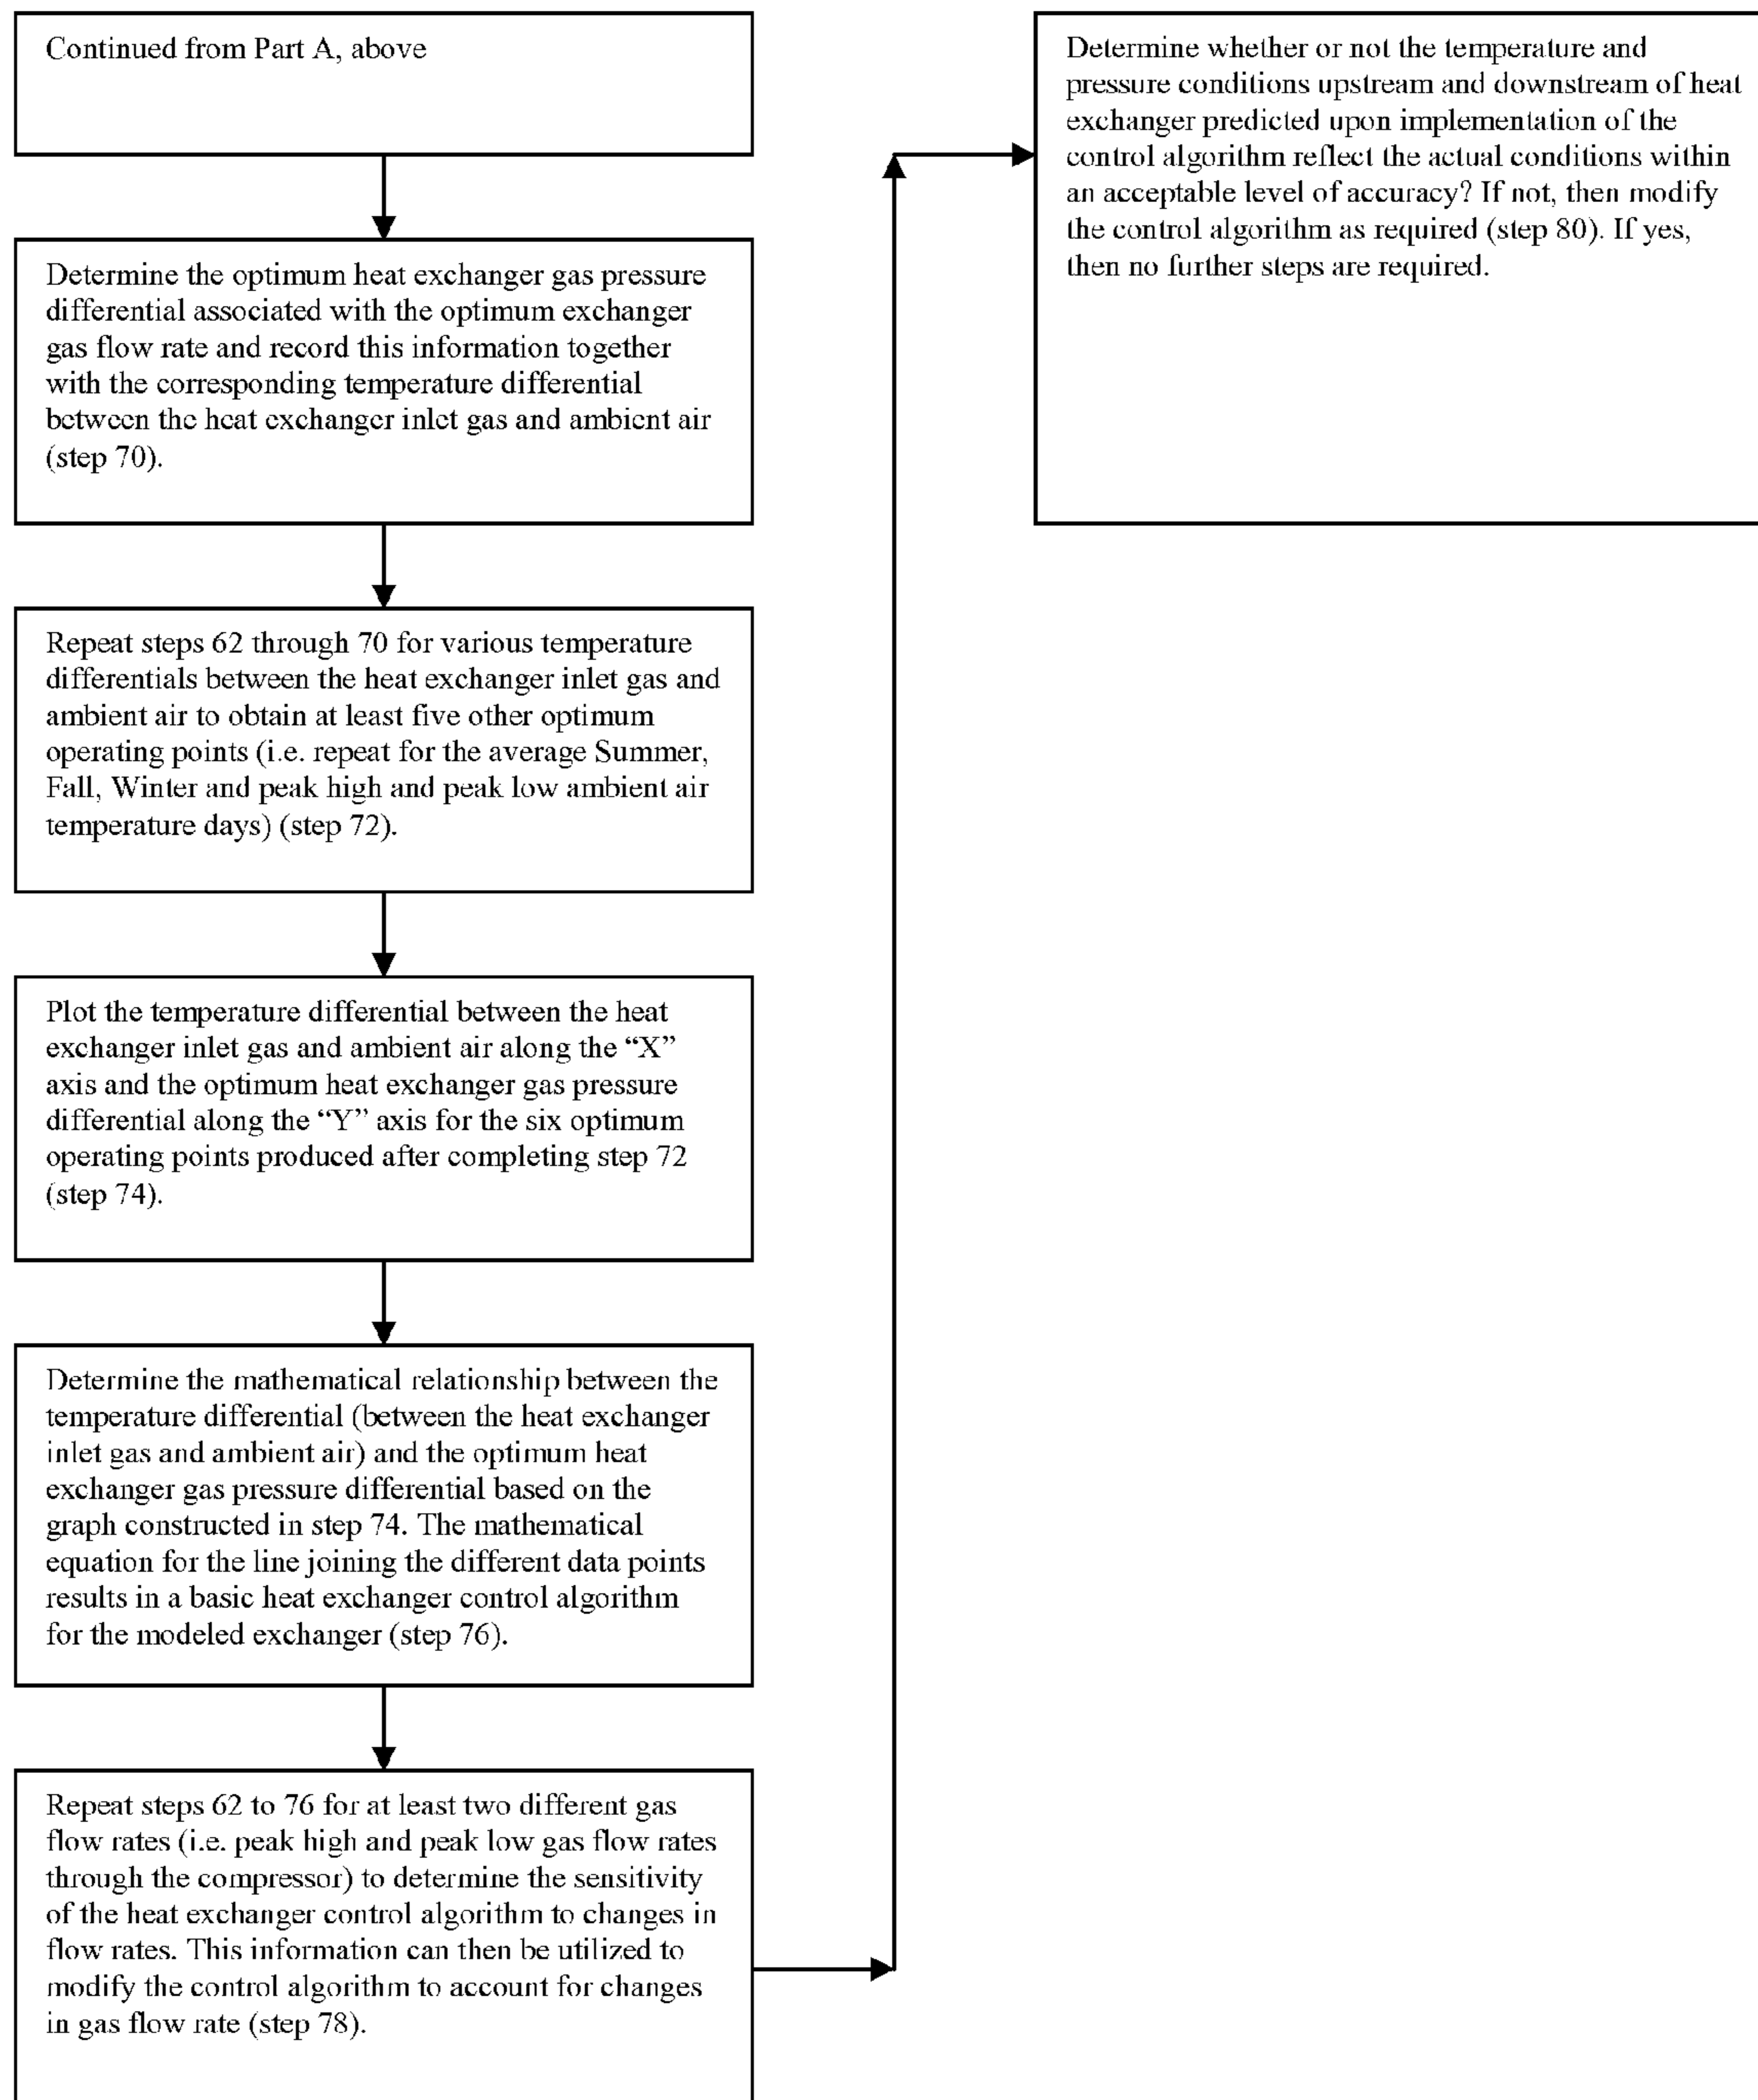 Continued from Part A, above
Determine the optimum heat exchanger gas pressure
differential associated with the optimum exchanger
gas flow rate and record this information together
with the corresponding temperature differential
between the heat exchanger inlet gas and ambient air
(step 70).
Repeat steps 62 through 70 for various temperature
differentials between the heat exchanger inlet gas and
ambient air to obtain at least five other optimum
operating points (i.e. repeat for the average Summer,
Fall, Winter and peak high and peak low ambient air
temperature days) (step 72).
Plot the temperature differential between the heat
exchanger inlet gas and ambient air along the “X”
axis and the optimum heat exchanger gas pressure
differential along the “Y” axis for the six optimum
operating points produced after completing step 72
(step 74).
Determine the mathematical relationship between the
temperature differential (between the heat exchanger
inlet gas and ambient air) and the optimum heat
exchanger gas pressure differential based on the
graph constructed in step 74. The mathematical
equation for the line joining the different data points
results in a basic heat exchanger control algorithm
for the modeled exchanger (step 76).
Repeat steps 62 to 76 for at least two different gas
flow rates (i.e. peak high and peak low gas flow rates
through the compressor) to determine the sensitivity
of the heat exchanger control algorithm to changes in
flow rates. This information can then be utilized to
modify the control algorithm to account for changes
in gas flow rate (step 78).
Determine whether or not the temperature and
pressure conditions upstream and downstream of heat
exchanger predicted upon implementation of the
control algorithm reflect the actual conditions within
an acceptable level of accuracy? If not, then modify
the control algorithm as required (step 80). If yes,
then no further steps are required.